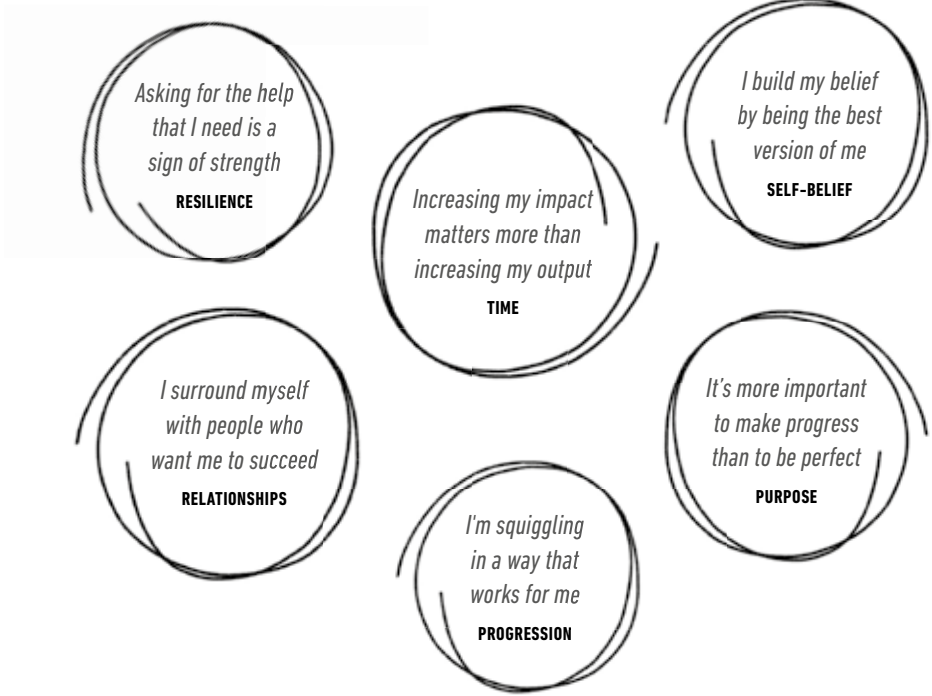 Asking for the help
that I need is a
sign of strength
RESILIENCE
Increasing my impact
matters more than
increasing my output
TIME
I build my belief
by being the best
version of me
SELF-BELIEF
I surround myself
with people who
want me to succeed
RELATIONSHIPS
I'm squiggling
in a way that
works for me
PROGRESSION
It's more important
to make progress
than to be perfect
PURPOSE